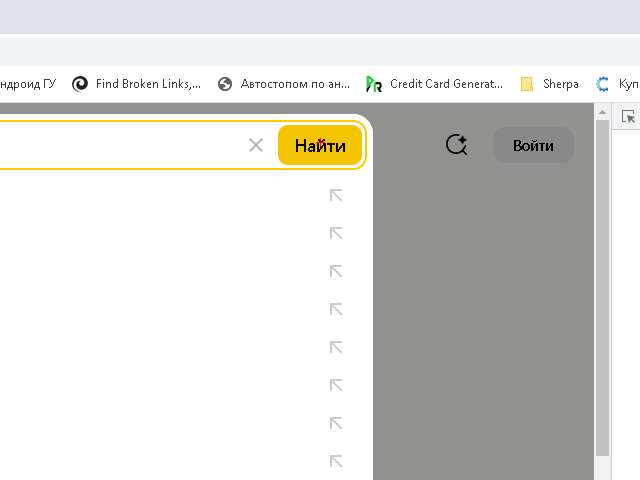 ндроид ГУ Find Broken Links,... Автостопом по ан... Credit Card Generat... Sherpa Куп
Найти Войти